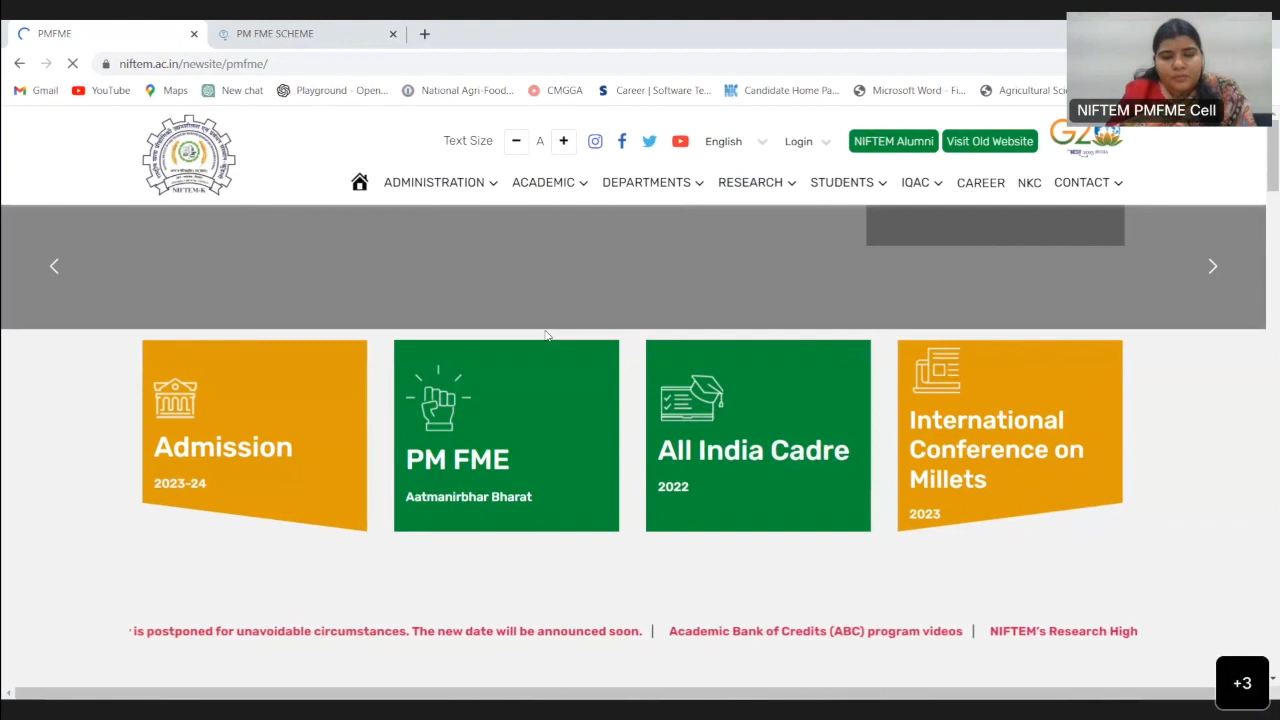 PMFME
PM FME SCHEME
niftem.ac.in/newsite/pmfme/
Gmail YouTube Maps New chat Playground - Open... National Agri-Food... CMGGA Career | Software Te... Candidate Home Pa... Microsoft Word - Fi... Agricultural Sci
NIFTEM PMFME Cell
Text Size - A + English Login NIFTEM Alumni Visit Old Website
G20
NIFTEM-K
ADMINISTRATION ACADEMIC DEPARTMENTS RESEARCH STUDENTS IQAC CAREER NKC CONTACT
Admission
2023-24
PM FME
Aatmanirbhar Bharat
All India Cadre
2022
International
Conference on
Millets
2023
is postponed for unavoidable circumstances. The new date will be announced soon. | Academic Bank of Credits (ABC) program videos | NIFTEM's Research High
+3